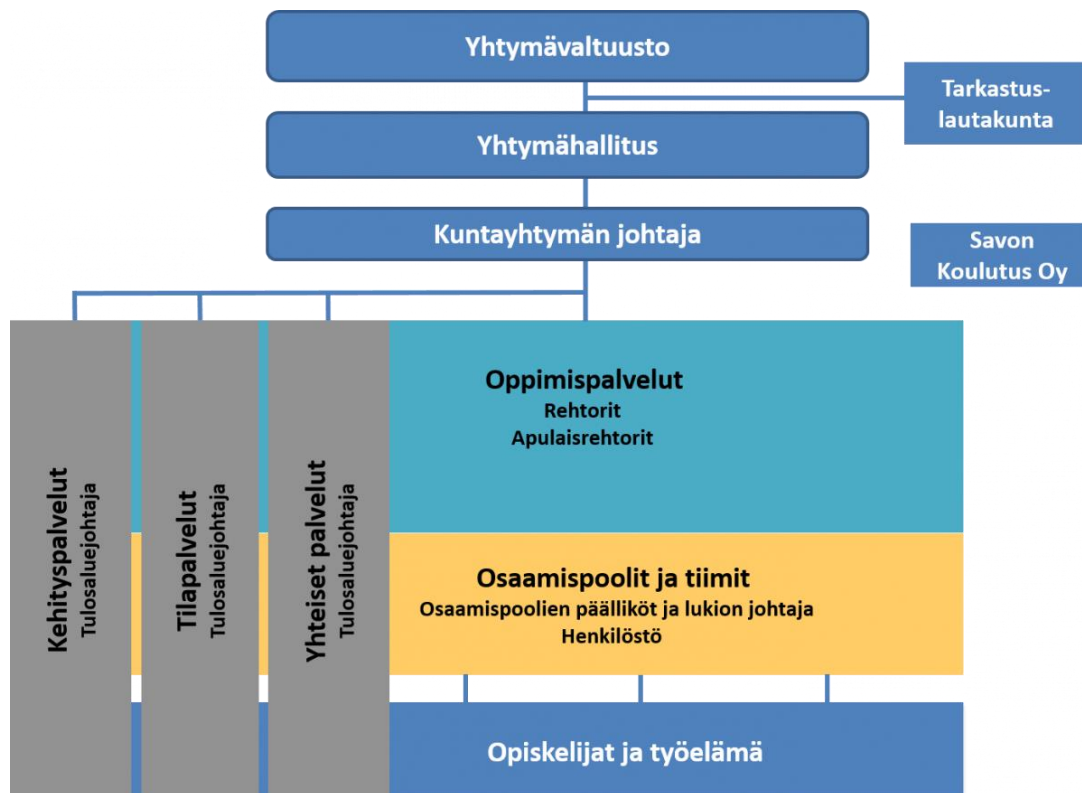 Yhtymävaltuusto
Tarkastus-
lautakunta
Yhtymähallitus
Kuntayhtymän johtaja
Savon
Koulutus Oy
Kehityspalvelut
Tulosaluejohtaja
Tilapalvelut
Tulosaluejohtaja
Yhteiset palvelut
Tulosaluejohtaja
Oppimispalvelut
Rehtorit
Apulaisrehtorit
Osaamispoolit ja tiimit
Osaamispoolien päälliköt ja lukion johtaja
Henkilöstö
Opiskelijat ja työelämä